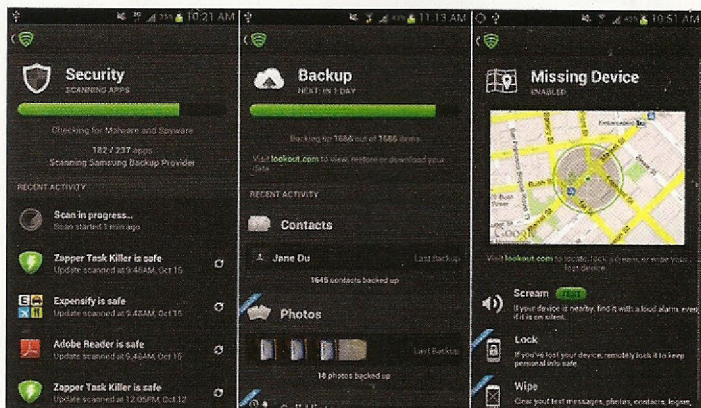 10:21 AM
Security
SCANNING APPS
Checking for Malware and Spyware
182 / 237 apps
Scanning Samsung Backup Provider
RECENT ACTIVITY
Scan in progress...
Scan started 1 min ago
Zapper Task Killer is safe
Update scanned at 9:48AM, Oct 15
Expensify is safe
Update scanned at 9:48AM, Oct 15
Adobe Reader is safe
Update scanned at 9:48AM, Oct 15
Zapper Task Killer is safe
Update scanned at 12:05PM, Oct 12
11:13 AM
Backup
NEXT: IN 1 DAY
Backing up 1686 out of 1686 items
Visit lookout.com to view, restore or download your
data
RECENT ACTIVITY
Contacts
Jane Du
Last Backup
1645 contacts backed up
Photos
Last Backup
18 photos backed up
10:51 AM
Missing Device
ENABLED
Bush
Google
Visit lookout.com to locate, lock, scream, or wipe your
lost device.
Scream
If your device is nearby, find it with a loud alarm, even
if it is on silent.
Lock
If you've lost your device, remotely lock it to keep
personal info safe.
Wipe
Clear your text messages, photos, contacts, logins,